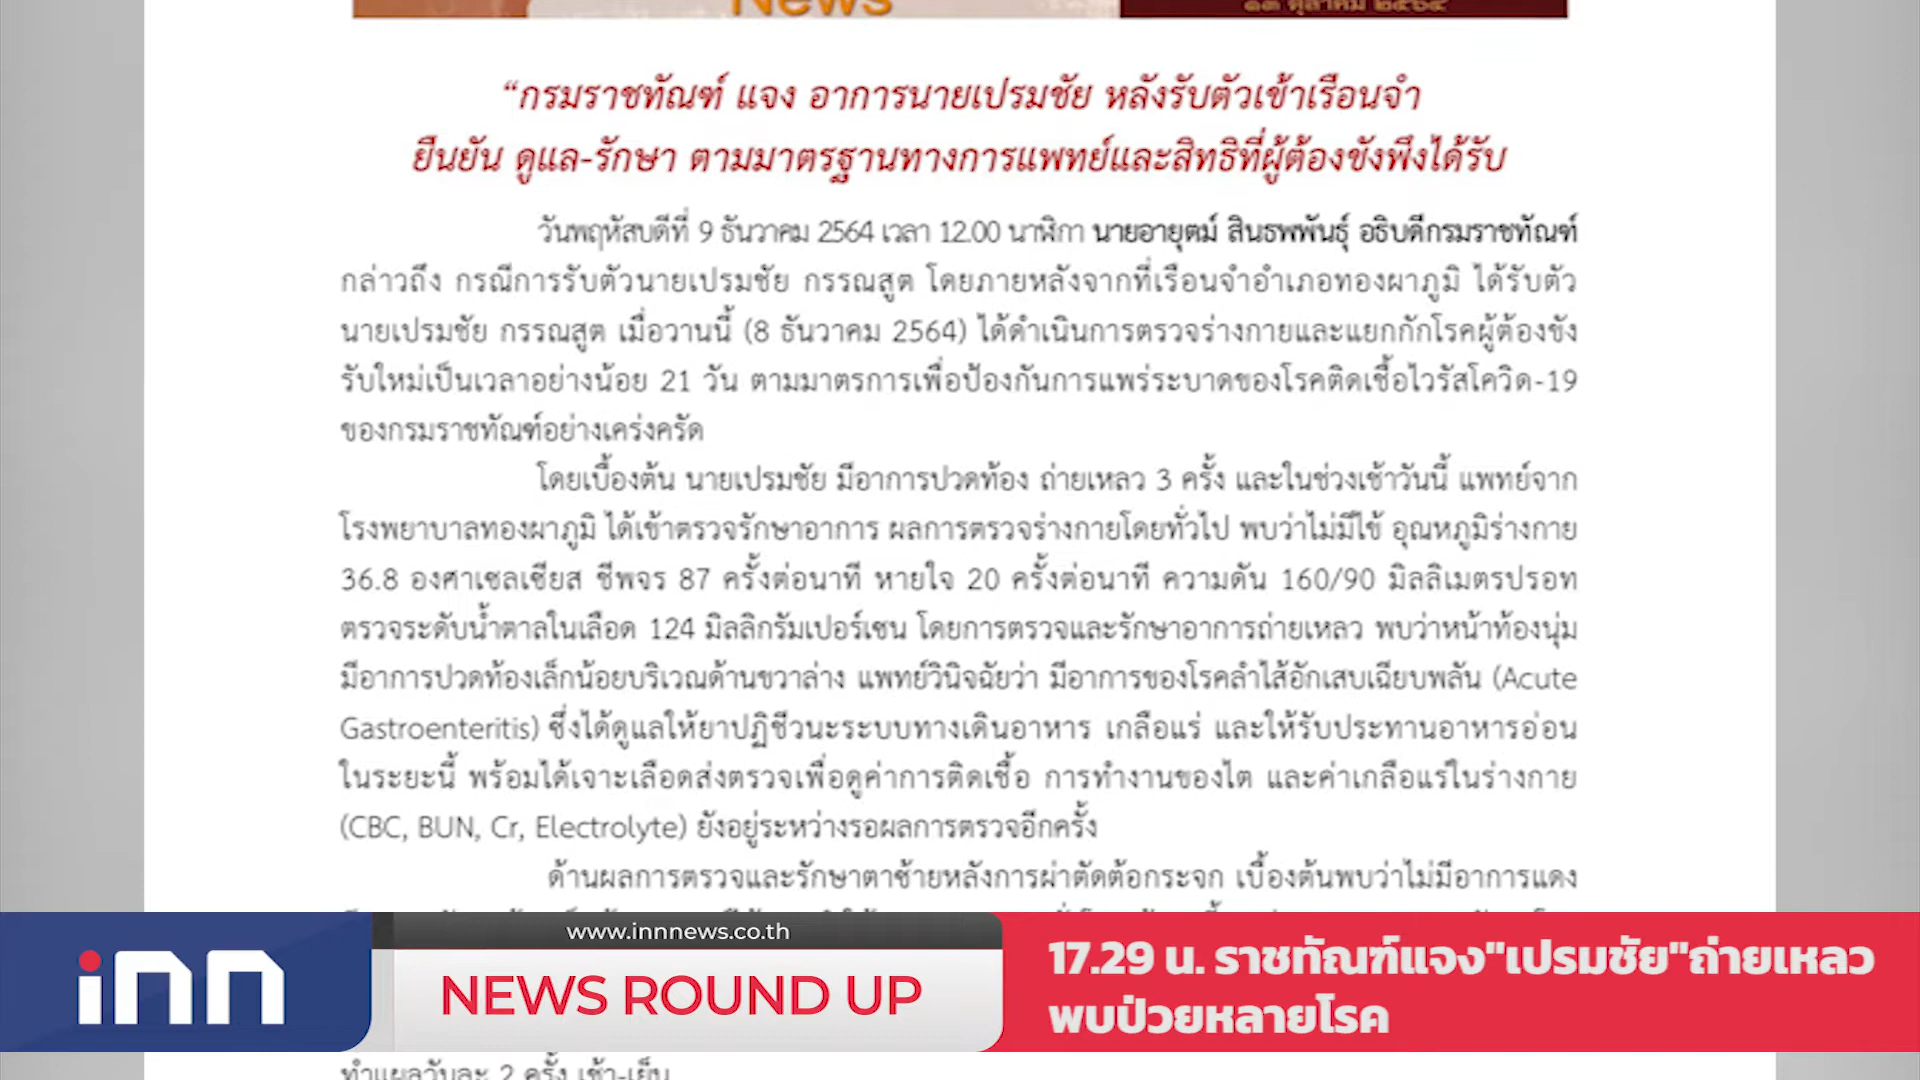 News
๑๓ ตุลาคม ๒๕๖๔
“กรมราชทัณฑ์ แจง อาการนายเปรมชัย หลังรับตัวเข้าเรือนจำ
ยืนยัน ดูแล-รักษา ตามมาตรฐานทางการแพทย์และสิทธิที่ผู้ต้องขังพึงได้รับ
วันพฤหัสบดีที่ 9 ธันวาคม 2564 เวลา 12.00 นาฬิกา นายอายุตม์ สินธพพันธุ์ อธิบดีกรมราชทัณฑ์
กล่าวถึง กรณีการรับตัวนายเปรมชัย กรรณสูต โดยภายหลังจากที่เรือนจำอำเภอทองผาภูมิ ได้รับตัว
นายเปรมชัย กรรณสูต เมื่อวานนี้ (8 ธันวาคม 2564) ได้ดำเนินการตรวจร่างกายและแยกกักโรคผู้ต้องขัง
รับใหม่เป็นเวลาอย่างน้อย 21 วัน ตามมาตรการเพื่อป้องกันการแพร่ระบาดของโรคติดเชื้อไวรัสโควิด-19
ของกรมราชทัณฑ์อย่างเคร่งครัด
โดยเบื้องต้น นายเปรมชัย มีอาการปวดท้อง ถ่ายเหลว 3 ครั้ง และในช่วงเช้าวันนี้ แพทย์จาก
โรงพยาบาลทองผาภูมิ ได้เข้าตรวจรักษาอาการ ผลการตรวจร่างกายโดยทั่วไป พบว่าไม่มีไข้ อุณหภูมิร่างกาย
36.8 องศาเซลเซียส ชีพจร 87 ครั้งต่อนาที หายใจ 20 ครั้งต่อนาที ความดัน 160/90 มิลลิเมตรปรอท
ตรวจระดับน้ำตาลในเลือด 124 มิลลิกรัมเปอร์เซน โดยการตรวจและรักษาอาการถ่ายเหลว พบว่าหน้าท้องนุ่ม
มีอาการปวดท้องเล็กน้อยบริเวณด้านขวาล่าง แพทย์วินิจฉัยว่า มีอาการของโรคลำไส้อักเสบเฉียบพลัน (Acute
Gastroenteritis) ซึ่งได้ดูแลให้ยาปฏิชีวนะระบบทางเดินอาหาร เกลือแร่ และให้รับประทานอาหารอ่อน
ในระยะนี้ พร้อมได้เจาะเลือดส่งตรวจเพื่อดูค่าการติดเชื้อ การทำงานของไต และค่าเกลือแร่ในร่างกาย
(CBC, BUN, Cr, Electrolyte) ยังอยู่ระหว่างรอผลการตรวจอีกครั้ง
ด้านผลการตรวจและรักษาตาซ้ายหลังการผ่าตัดต้อกระจก เบื้องต้นพบว่าไม่มีอาการแดง
ทำแผลวันละ 2 ครั้ง เช้า-เย็น
inn
www.innnews.co.th
NEWS ROUND UP
17.29 น. ราชทัณฑ์แจง"เปรมชัย"ถ่ายเหลว
พบป่วยหลายโรค